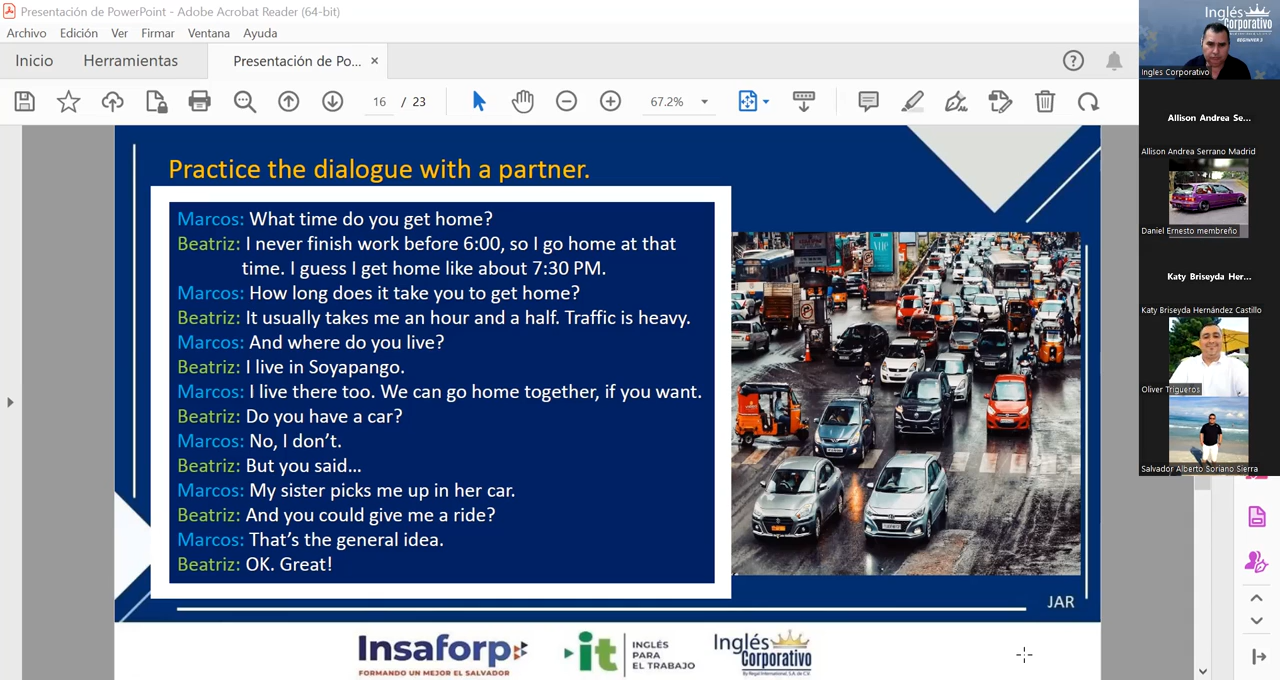 Presentación de PowerPoint - Adobe Acrobat Reader (64-bit)
Archivo Edición Ver Firmar Ventana Ayuda
Inicio Herramientas Presentación de Po... ×
16 / 23 67.2%
Practice the dialogue with a partner.
Marcos: What time do you get home?
Beatriz: I never finish work before 6:00, so I go home at that
time. I guess I get home like about 7:30 PM.
Marcos: How long does it take you to get home?
Beatriz: It usually takes me an hour and a half. Traffic is heavy.
Marcos: And where do you live?
Beatriz: I live in Soyapango.
Marcos: I live there too. We can go home together, if you want.
Beatriz: Do you have a car?
Marcos: No, I don't.
Beatriz: But you said...
Marcos: My sister picks me up in her car.
Beatriz: And you could give me a ride?
Marcos: That's the general idea.
Beatriz: OK. Great!
JAR
Insaforp
FORMANDO UN MEJOR EL SALVADOR
it
INGLÉS
PARA
EL TRABAJO
Inglés
Corporativo
By Regal International, S.A. de C.V.
Inglés
Corporativo
BEGINNER 3
Ingles Corporativo
Allison Andrea Se...
Allison Andrea Serrano Madrid
Daniel Ernesto membreño
Katy Briseyda Her...
Katy Briseyda Hernández Castillo
Oliver Trigueros
Salvador Alberto Soriano Sierra